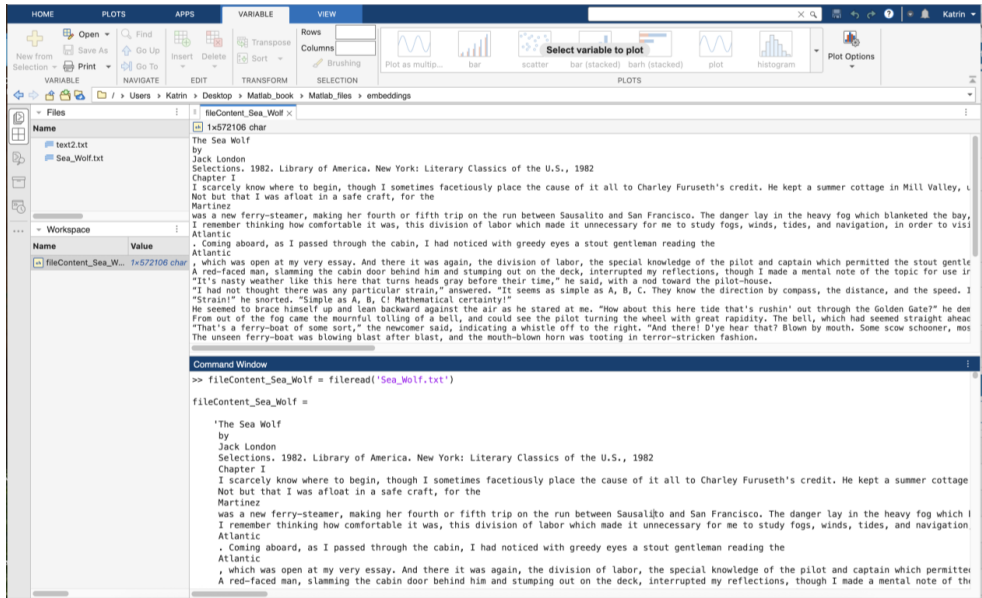 HOME PLOTS APPS VARIABLE VIEW Katrin
New from Selection
Open
Save As
Print
VARIABLE
Find
Go Up
Go To
NAVIGATE
Insert Delete
EDIT
Transpose
Sort
TRANSFORM
Rows
Columns
Brushing
SELECTION
Select variable to plot
Plot as multip... bar scatter bar (stacked) barh (stacked) plot histogram
PLOTS
Plot Options
/ › Users › Katrin › Desktop › Matlab_book › Matlab_files › embeddings
Files
Name
text2.txt
Sea_Wolf.txt
Workspace
Name Value
fileContent_Sea_W... 1×572106 char
fileContent_Sea_Wolf
1×572106 char
The Sea Wolf
by
Jack London
Selections. 1982. Library of America. New York: Literary Classics of the U.S., 1982
Chapter I
I scarcely know where to begin, though I sometimes facetiously place the cause of it all to Charley Furuseth's credit. He kept a summer cottage in Mill Valley,
Not but that I was afloat in a safe craft, for the
Martinez
was a new ferry-steamer, making her fourth or fifth trip on the run between Sausalito and San Francisco. The danger lay in the heavy fog which blanketed the bay,
I remember thinking how comfortable it was, this division of labor which made it unnecessary for me to study fogs, winds, tides, and navigation, in order to visi
Atlantic
. Coming aboard, as I passed through the cabin, I had noticed with greedy eyes a stout gentleman reading the
Atlantic
, which was open at my very essay. And there it was again, the division of labor, the special knowledge of the pilot and captain which permitted the stout gentle
A red-faced man, slamming the cabin door behind him and stumping out on the deck, interrupted my reflections, though I made a mental note of the topic for use in
"It's nasty weather like this here that turns heads gray before their time," he said, with a nod toward the pilot-house.
"I had not thought there was any particular strain," answered. "It seems as simple as A, B, C. They know the direction by compass, the distance, and the speed. I
"Strain!" he snorted. "Simple as A, B, C! Mathematical certainty!"
He seemed to brace himself up and lean backward against the air as he stared at me. "How about this here tide that's rushin' out through the Golden Gate?" he dem
From out of the fog came the mournful tolling of a bell, and could see the pilot turning the wheel with great rapidity. The bell, which had seemed straight ahead
"That's a ferry-boat of some sort," the newcomer said, indicating a whistle off to the right. "And there! D'ye hear that? Blown by mouth. Some scow schooner, mos
The unseen ferry-boat was blowing blast after blast, and the mouth-blown horn was tooting in terror-stricken fashion.
Command Window
>> fileContent_Sea_Wolf = fileread('Sea_Wolf.txt')
fileContent_Sea_Wolf =
'The Sea Wolf
by
Jack London
Selections. 1982. Library of America. New York: Literary Classics of the U.S., 1982
Chapter I
I scarcely know where to begin, though I sometimes facetiously place the cause of it all to Charley Furuseth's credit. He kept a summer cottage
Not but that I was afloat in a safe craft, for the
Martinez
was a new ferry-steamer, making her fourth or fifth trip on the run between Sausalito and San Francisco. The danger lay in the heavy fog which
I remember thinking how comfortable it was, this division of labor which made it unnecessary for me to study fogs, winds, tides, and navigation
Atlantic
. Coming aboard, as I passed through the cabin, I had noticed with greedy eyes a stout gentleman reading the
Atlantic
, which was open at my very essay. And there it was again, the division of labor, the special knowledge of the pilot and captain which permitte
A red-faced man, slamming the cabin door behind him and stumping out on the deck, interrupted my reflections, though I made a mental note of the